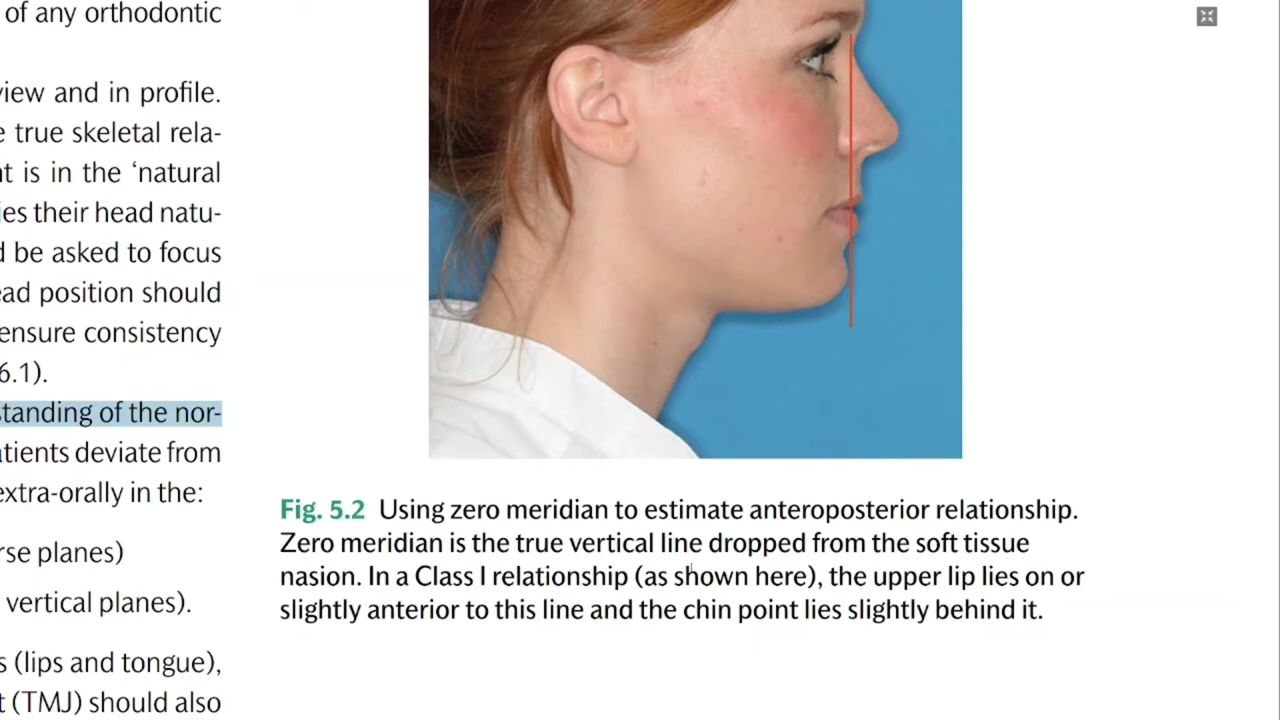 of any orthodontic
view and in profile.
e true skeletal rela-
nt is in the ‘natural
ies their head natu-
d be asked to focus
ead position should
ensure consistency
6.1).
standing of the nor-
atients deviate from
extra-orally in the:
rse planes)
vertical planes).
s (lips and tongue),
t (TMJ) should also
Fig. 5.2 Using zero meridian to estimate anteroposterior relationship.
Zero meridian is the true vertical line dropped from the soft tissue
nasion. In a Class I relationship (as shown here), the upper lip lies on or
slightly anterior to this line and the chin point lies slightly behind it.